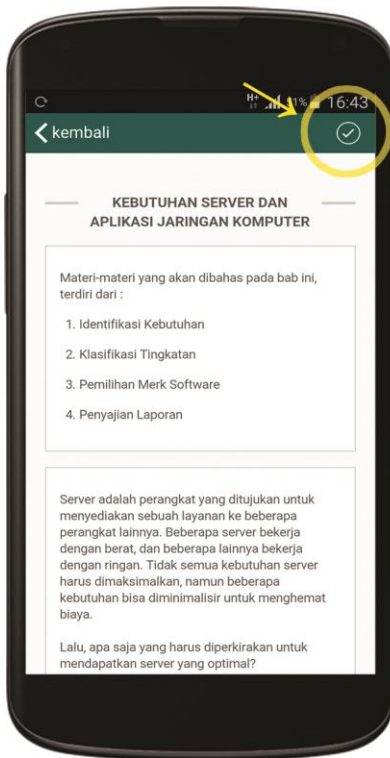 H+ 16:43
kembali
KEBUTUHAN SERVER DAN
APLIKASI JARINGAN KOMPUTER
Materi-materi yang akan dibahas pada bab ini,
terdiri dari :
1. Identifikasi Kebutuhan
2. Klasifikasi Tingkatan
3. Pemilihan Merk Software
4. Penyajian Laporan
Server adalah perangkat yang ditujukan untuk
menyediakan sebuah layanan ke beberapa
perangkat lainnya. Beberapa server bekerja
dengan berat, dan beberapa lainnya bekerja
dengan ringan. Tidak semua kebutuhan server
harus dimaksimalkan, namun beberapa
kebutuhan bisa diminimalisir untuk menghemat
biaya.
Lalu, apa saja yang harus diperkirakan untuk
mendapatkan server yang optimal?